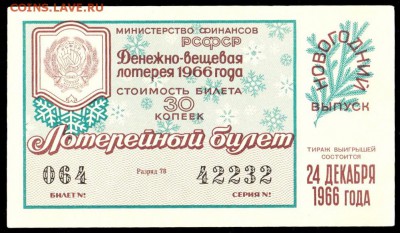 COINS.LAVE.RU
МИНИСТЕРСТВО ФИНАНСОВ
РСФСР
Денежно-вещевая
лотерея 1966 года
СТОИМОСТЬ БИЛЕТА
30
КОПЕЕК
НОВОГОДНИЙ
ВЫПУСК
Лотерейный билет
064
Разряд 78
42232
БИЛЕТ №
СЕРИЯ №
ТИРАЖ ВЫИГРЫШЕЙ
СОСТОИТСЯ
24 ДЕКАБРЯ
1966 ГОДА